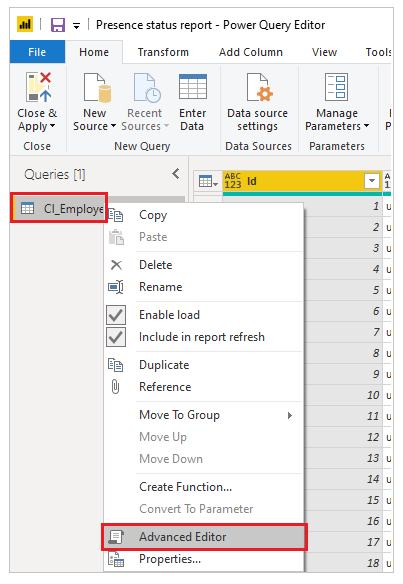 Presence status report - Power Query Editor
File Home Transform Add Column View Tools
Close & Apply
New Source
Recent Sources
Enter Data
Data source settings
Manage Parameters
Close New Query Data Sources Parameters
Queries [1]
CI_Employe
ABC 123 Id
Copy
Paste
Delete
Rename
Enable load
Include in report refresh
Duplicate
Reference
Move To Group
Move Up
Move Down
Create Function...
Convert To Parameter
Advanced Editor
Properties...
1
2
3
4
5
6
7
8
9
10
11
12
13
14
15
16
17
18